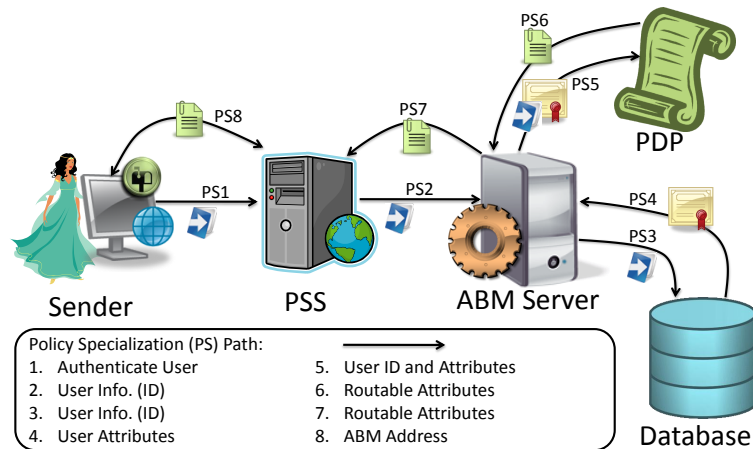 PS6
PS5
PDP
PS8
PS7
PS1
PS2
PS4
PS3
Sender
PSS
ABM Server
Database
Policy Specialization (PS) Path:
1. Authenticate User
2. User Info. (ID)
3. User Info. (ID)
4. User Attributes
5. User ID and Attributes
6. Routable Attributes
7. Routable Attributes
8. ABM Address